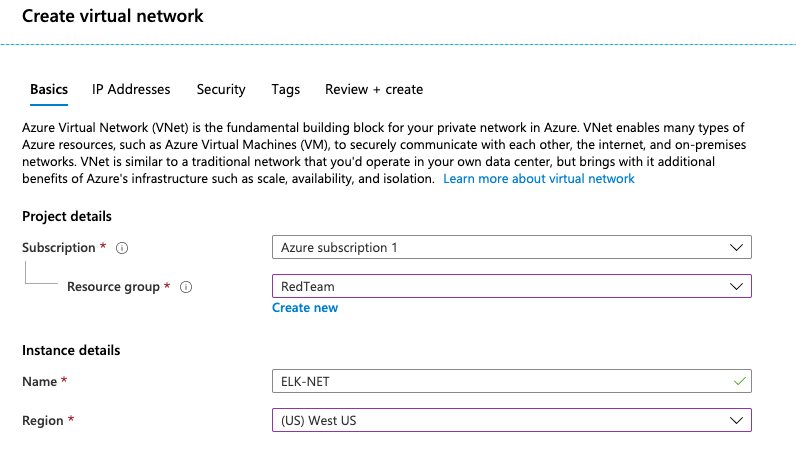 Create virtual network
Basics IP Addresses Security Tags Review + create
Azure Virtual Network (VNet) is the fundamental building block for your private network in Azure. VNet enables many types of
Azure resources, such as Azure Virtual Machines (VM), to securely communicate with each other, the internet, and on-premises
networks. VNet is similar to a traditional network that you'd operate in your own data center, but brings with it additional
benefits of Azure's infrastructure such as scale, availability, and isolation. Learn more about virtual network
Project details
Subscription * Azure subscription 1
Resource group * RedTeam
Create new
Instance details
Name * ELK-NET
Region * (US) West US